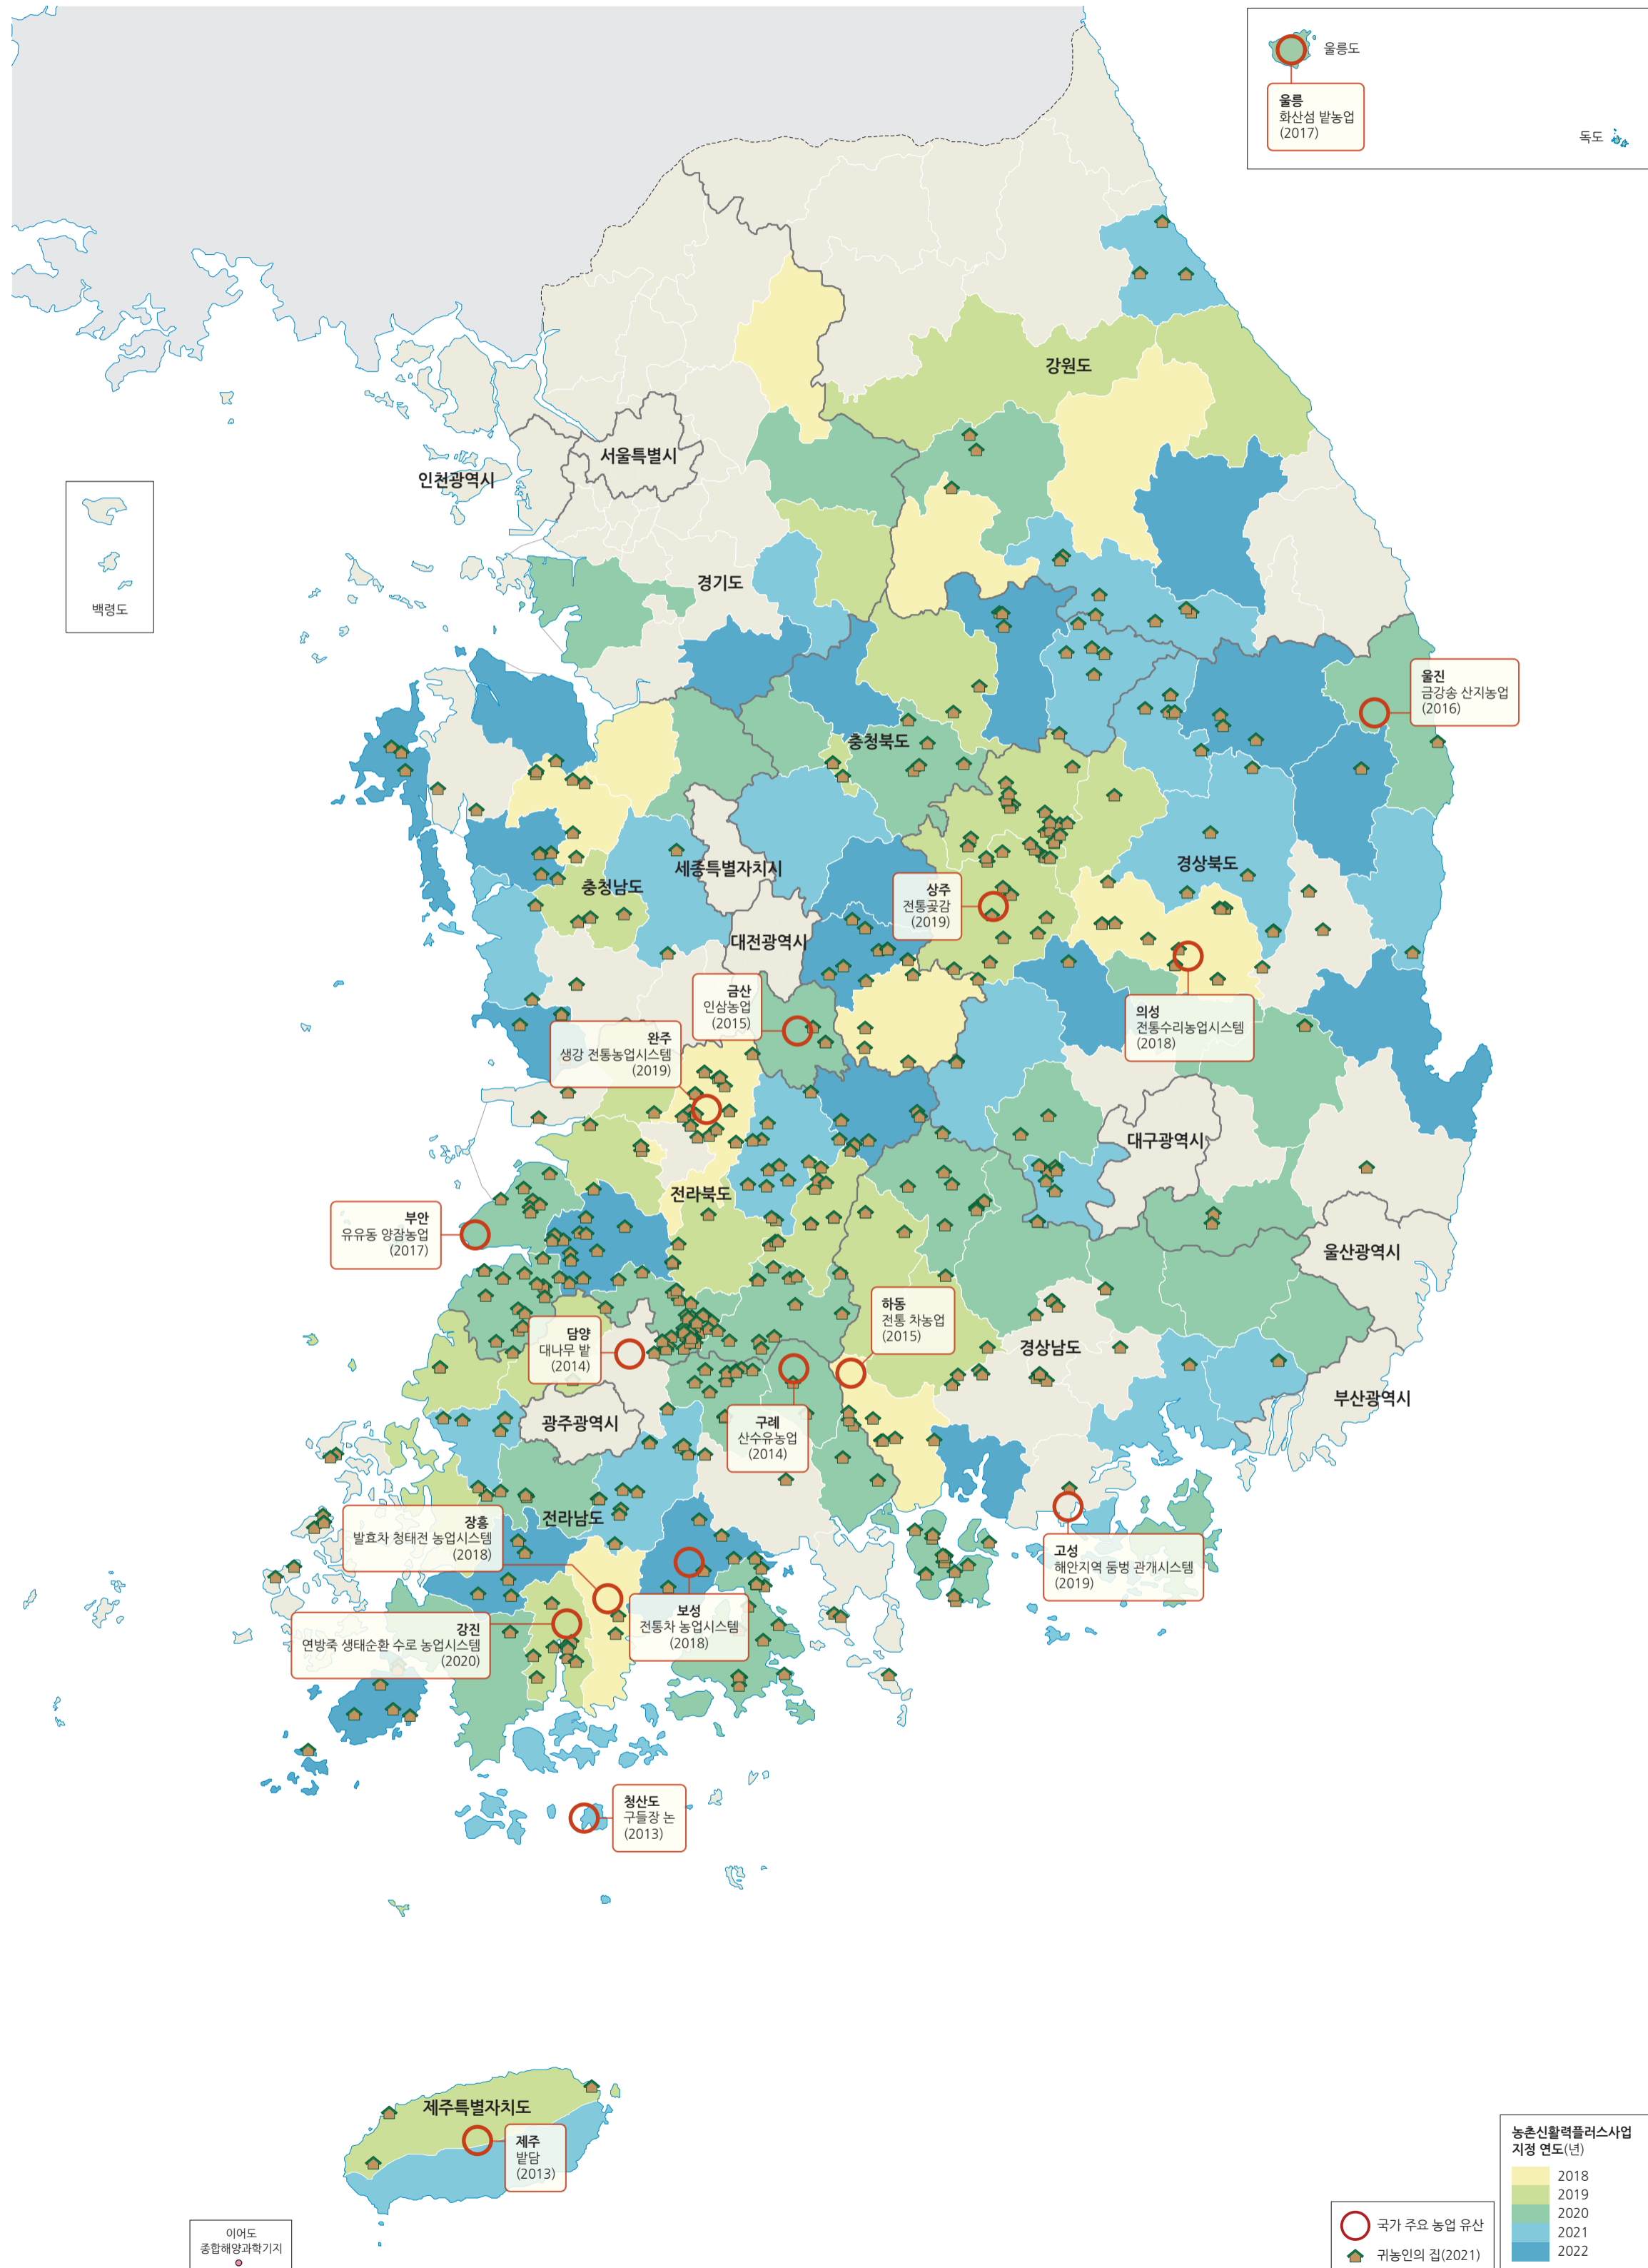 울릉도
울릉
화산섬 밭농업
(2017)
독도
강원도
서울특별시
인천광역시
백령도
경기도
울진
금강송 산지농업
(2016)
충청북도
경상북도
세종특별자치시
충청남도
상주
전통곶감
(2019)
대전광역시
금산
인삼농업
(2015)
의성
전통수리농업시스템
(2018)
완주
생강 전통농업시스템
(2019)
대구광역시
전라북도
부안
유유동 양잠농업
(2017)
울산광역시
하동
전통 차농업
(2015)
담양
대나무 밭
(2014)
경상남도
부산광역시
광주광역시
구례
산수유농업
(2014)
전라남도
장흥
발효차 청태전 농업시스템
(2018)
고성
해안지역 둠벙 관개시스템
(2019)
보성
전통차 농업시스템
(2018)
강진
연방죽 생태순환 수로 농업시스템
(2020)
청산도
구들장 논
(2013)
제주특별자치도
제주
밭담
(2013)
이어도
종합해양과학기지
농촌신활력플러스사업
지정 연도(년)
2018
2019
2020
2021
2022
국가 주요 농업 유산
귀농인의 집(2021)